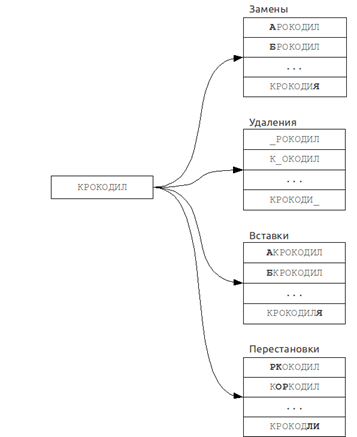 Замены
АРОКОДИЛ
БРОКОДИЛ
...
КРОКОДИЯ
Удаления
_РОКОДИЛ
К_ОКОДИЛ
...
КРОКОДИ_
КРОКОДИЛ
Вставки
АКРОКОДИЛ
БКРОКОДИЛ
...
КРОКОДИЛЯ
Перестановки
РКОКОДИЛ
КОРКОДИЛ
...
КРОКОДЛИ